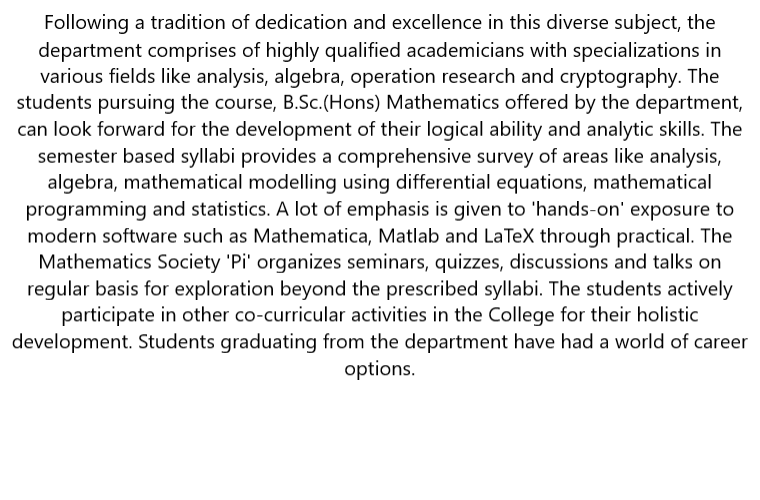 Following a tradition of dedication and excellence in this diverse subject, the
department comprises of highly qualified academicians with specializations in
various fields like analysis, algebra, operation research and cryptography. The
students pursuing the course, B.Sc.(Hons) Mathematics offered by the department,
can look forward for the development of their logical ability and analytic skills. The
semester based syllabi provides a comprehensive survey of areas like analysis,
algebra, mathematical modelling using differential equations, mathematical
programming and statistics. A lot of emphasis is given to 'hands-on' exposure to
modern software such as Mathematica, Matlab and LaTeX through practical. The
Mathematics Society 'Pi' organizes seminars, quizzes, discussions and talks on
regular basis for exploration beyond the prescribed syllabi. The students actively
participate in other co-curricular activities in the College for their holistic
development. Students graduating from the department have had a world of career
options.